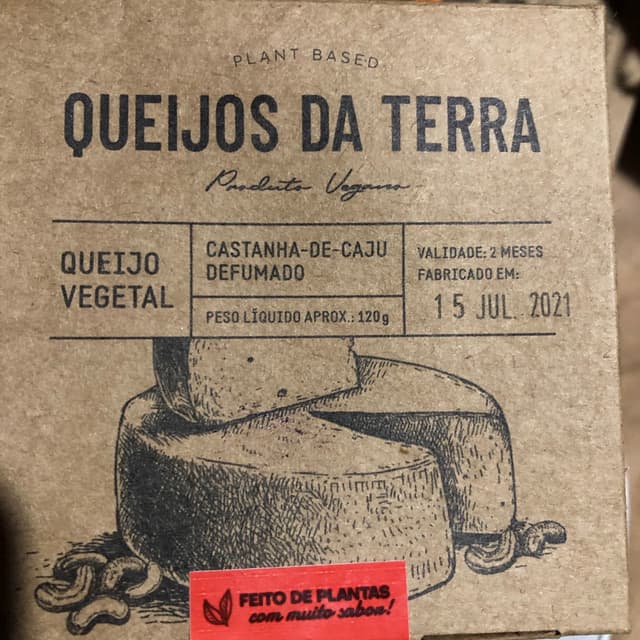 PLANT BASED
QUEIJOS DA TERRA
Produto Vegano
QUEIJO
VEGETAL
CASTANHA-DE-CAJU
DEFUMADO
PESO LÍQUIDO APROX.: 120g
VALIDADE: 2 MESES
FABRICADO EM:
15 JUL. 2021
FEITO DE PLANTAS
com muito sabor!